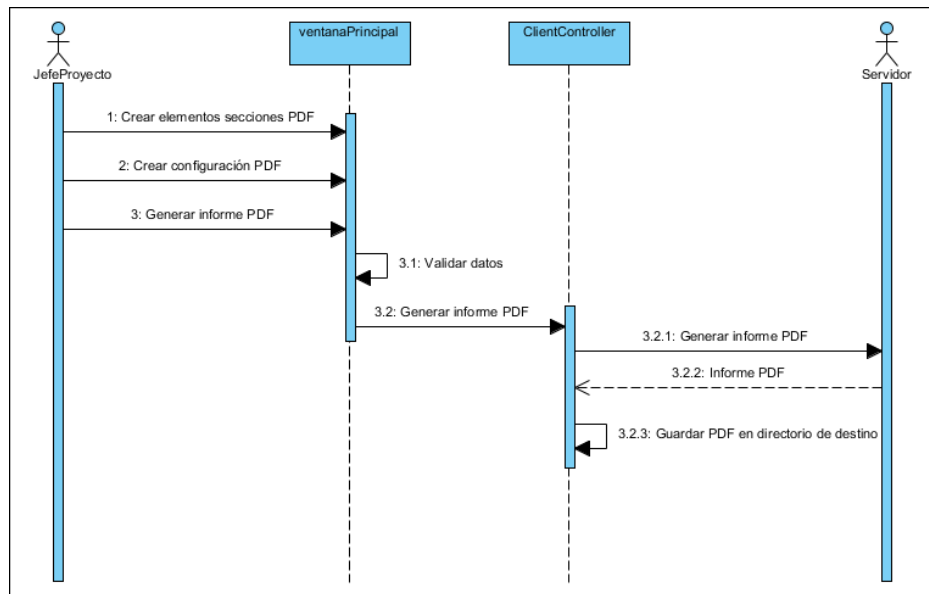 ventanaPrincipal
ClientController
JefeProyecto
Servidor
1: Crear elementos secciones PDF
2: Crear configuración PDF
3: Generar informe PDF
3.1: Validar datos
3.2: Generar informe PDF
3.2.1: Generar informe PDF
3.2.2: Informe PDF
3.2.3: Guardar PDF en directorio de destino